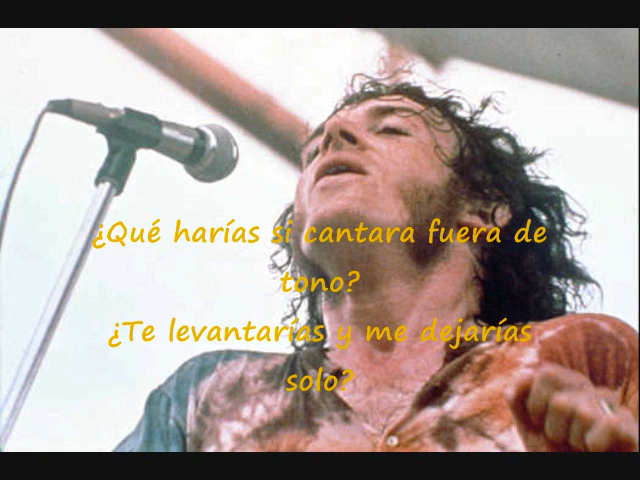 ¿Qué harías si cantara fuera de
tono?
¿Te levantarías y me dejarías
solo?